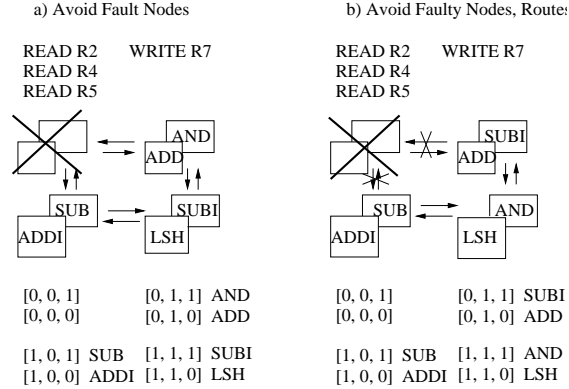 a) Avoid Fault Nodes
READ R2 WRITE R7
READ R4
READ R5
AND
ADD
SUB
SUBI
ADDI
LSH
[0, 0, 1] [0, 1, 1] AND
[0, 0, 0] [0, 1, 0] ADD
[1, 0, 1] SUB [1, 1, 1] SUBI
[1, 0, 0] ADDI [1, 1, 0] LSH
b) Avoid Faulty Nodes, Routes
READ R2 WRITE R7
READ R4
READ R5
SUBI
ADD
SUB
AND
ADDI
LSH
[0, 0, 1] [0, 1, 1] SUBI
[0, 0, 0] [0, 1, 0] ADD
[1, 0, 1] SUB [1, 1, 1] AND
[1, 0, 0] ADDI [1, 1, 0] LSH